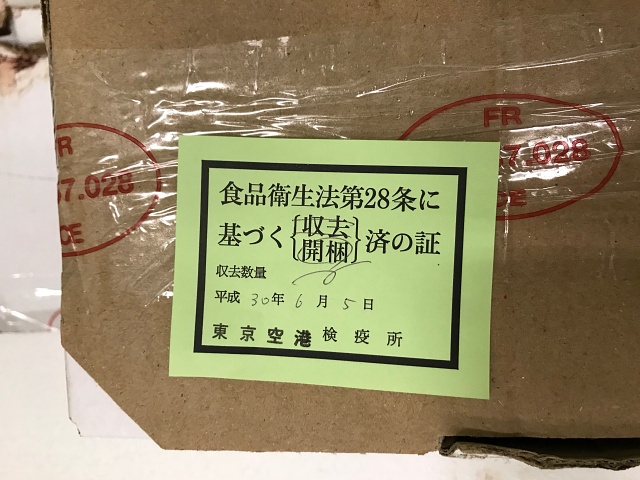 FR
7.028
CE
FR
7.028
食品衛生法第28条に
基づく{収去 開梱}済の証
収去数量
平成30年6月5日
東京空港検疫所